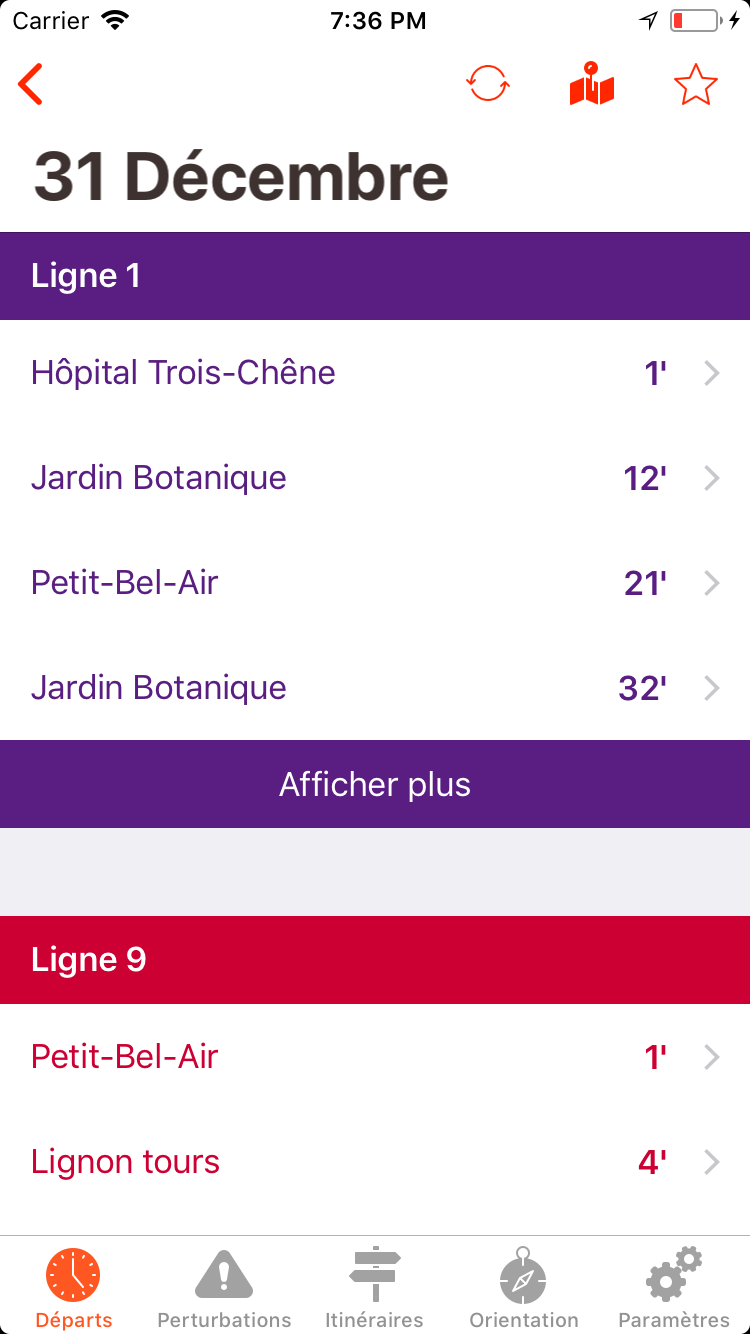 Carrier 7:36 PM
31 Décembre
Ligne 1
Hôpital Trois-Chêne 1'
Jardin Botanique 12'
Petit-Bel-Air 21'
Jardin Botanique 32'
Afficher plus
Ligne 9
Petit-Bel-Air 1'
Lignon tours 4'
Départs Perturbations Itinéraires Orientation Paramètres